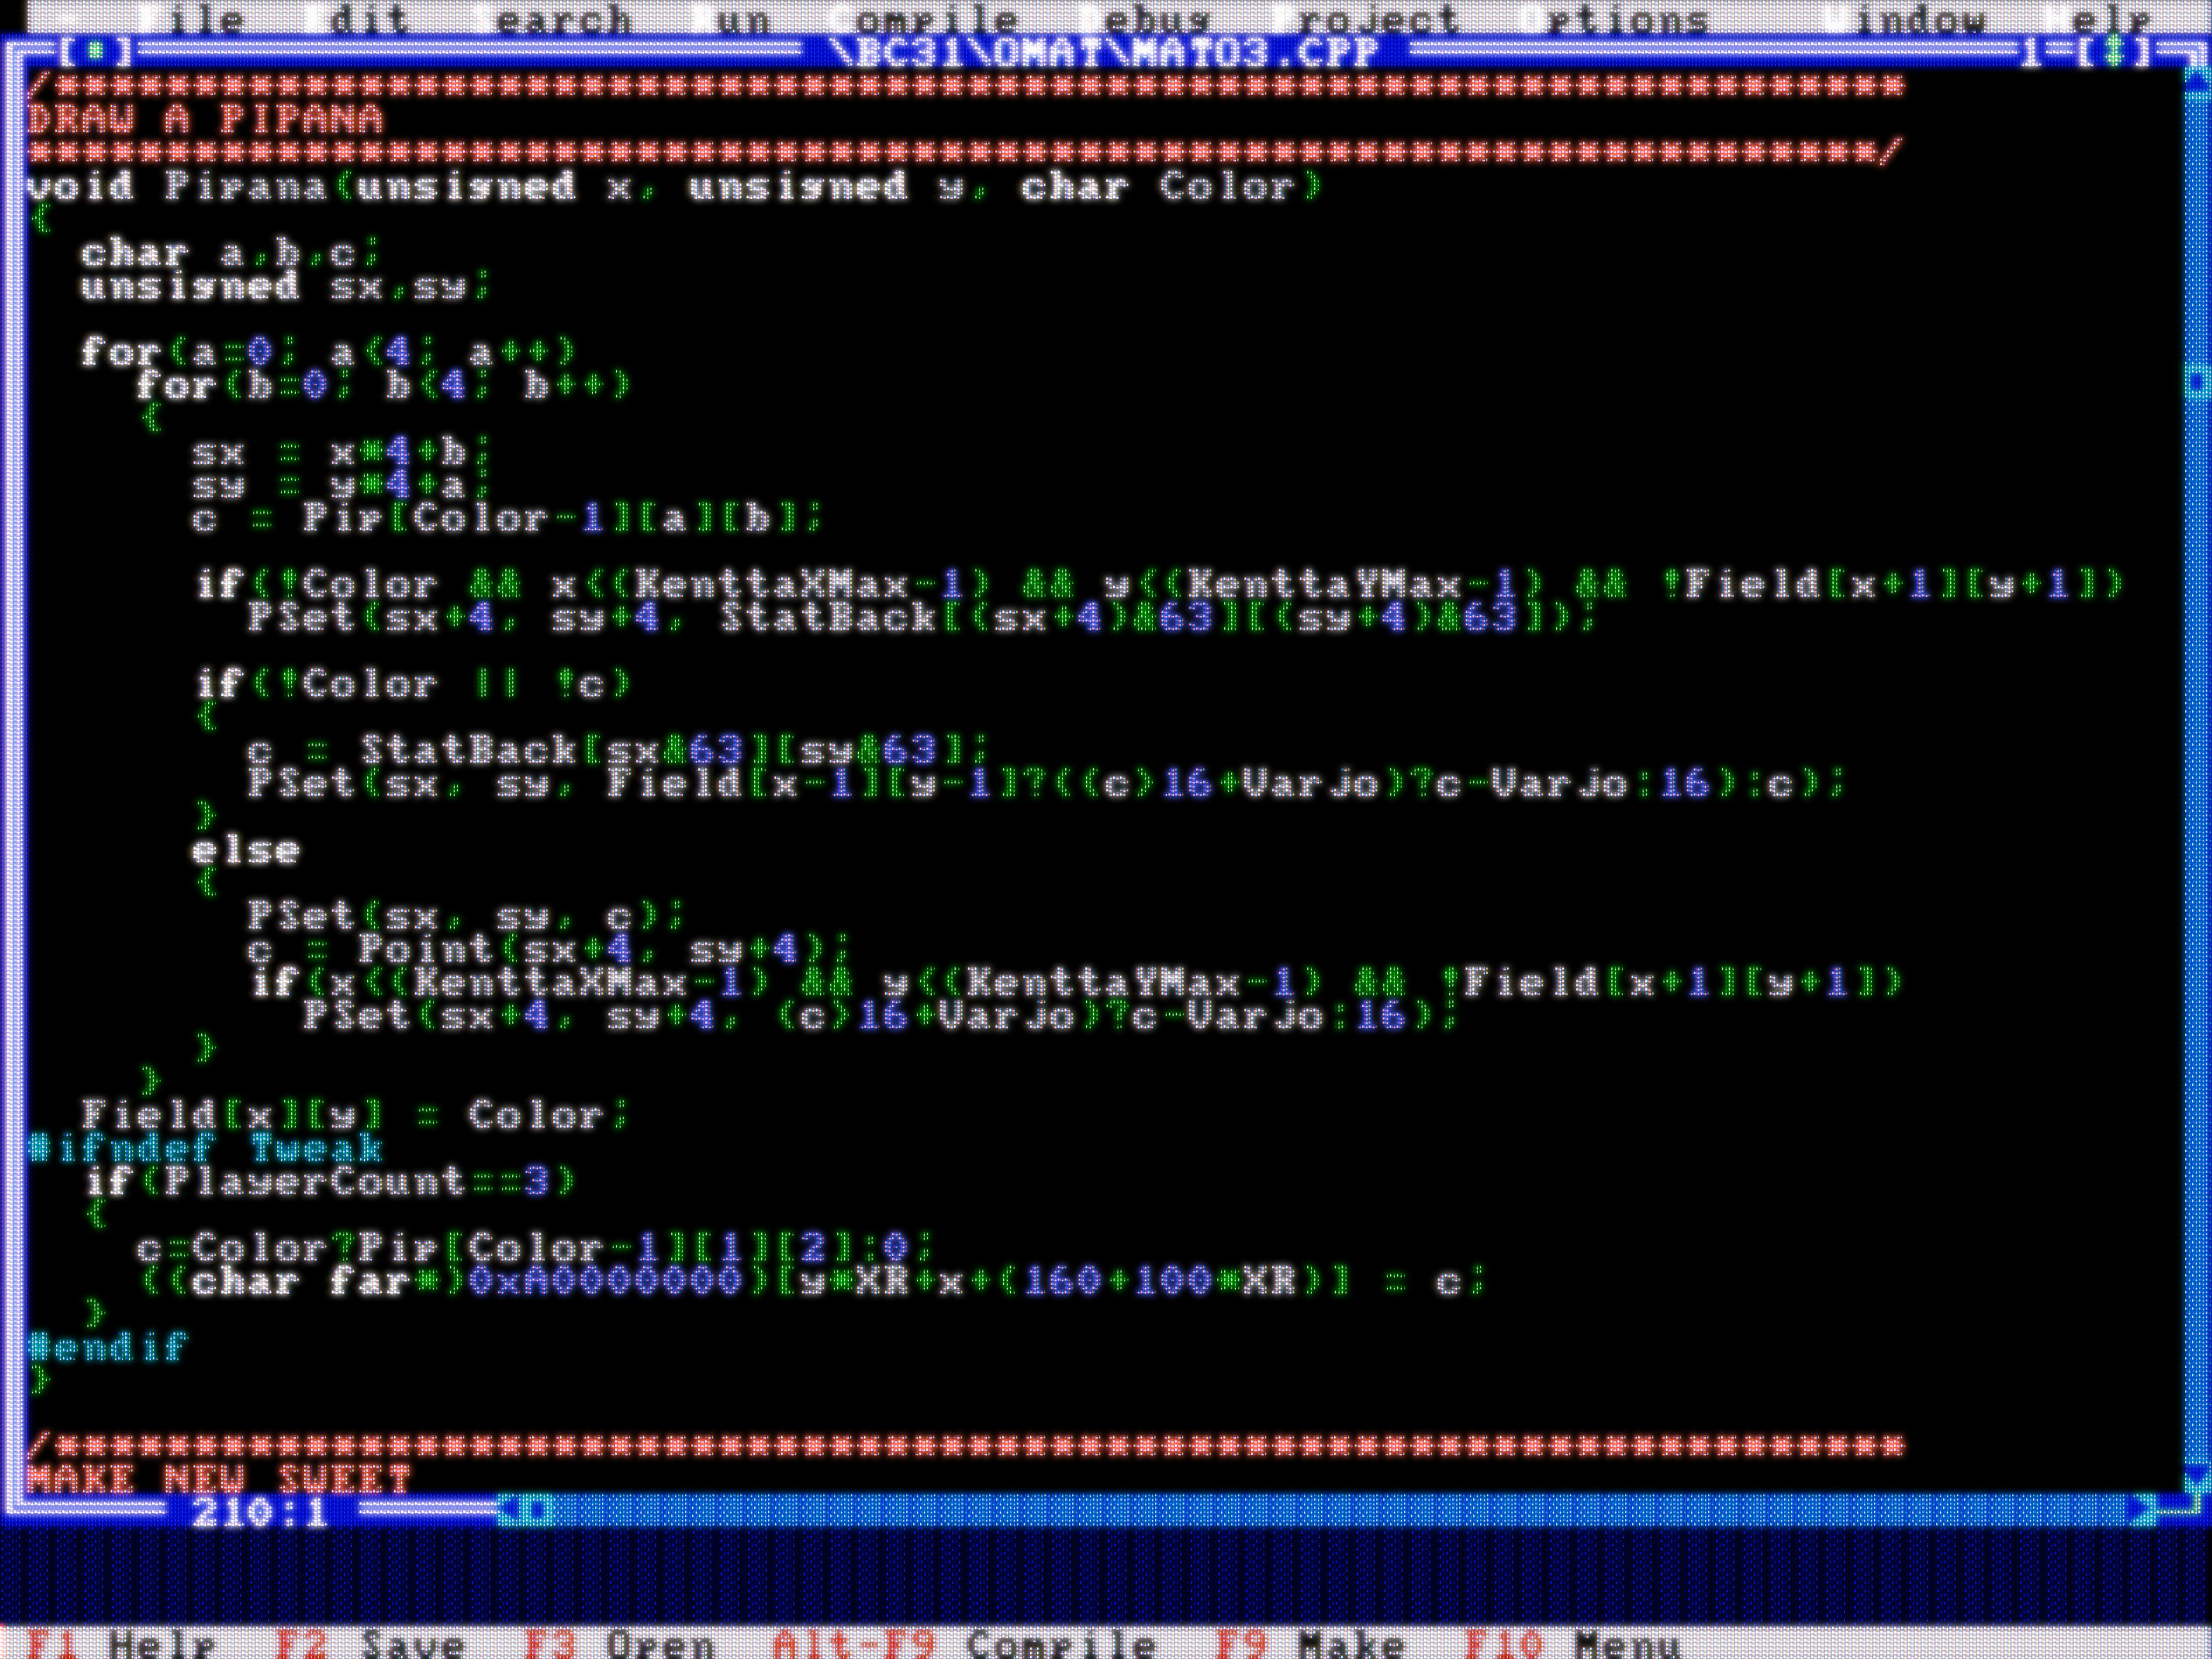 ≡ File Edit Search Run Compile Debug Project Options Window Help
[■] \BC31\OMAT\MATO3.CPP 1=[↕]
/********************************************************************
DRAW A PIPANA
*******************************************************************/
void Pirana(unsigned x, unsigned y, char Color)
{
  char a,b,c;
  unsigned sx,sy;

  for(a=0; a<4; a++)
    for(b=0; b<4; b++)
    {
      sx = x*4+b;
      sy = y*4+a;
      c = Pip[Color-1][a][b];

      if(!Color && x<(KenttaXMax-1) && y<(KenttaYMax-1) && !Field[x+1][y+1])
        PSet(sx+4, sy+4, StatBack[(sx+4)&63][(sy+4)&63]);

      if(!Color || !c)
      {
        c = StatBack[sx&63][sy&63];
        PSet(sx, sy, Field[x-1][y-1]?((c>16+VarJo)?c-VarJo:16):c);
      }
      else
      {
        PSet(sx, sy, c);
        c = Point(sx+4, sy+4);
        if(x<(KenttaXMax-1) && y<(KenttaYMax-1) && !Field[x+1][y+1])
          PSet(sx+4, sy+4, (c>16+VarJo)?c-VarJo:16);
      }
    }
  Field[x][y] = Color;
#ifndef Tweak
  if(PlayerCount==3)
  {
    c=Color?Pip[Color-1][1][2]:0;
    ((char far*)0xA0000000)[y*XR+x+(160+100*XR)] = c;
  }
#endif
}

/********************************************************************
MAKE NEW SWEET
210:1
F1 Help F2 Save F3 Open Alt-F9 Compile F9 Make F10 Menu